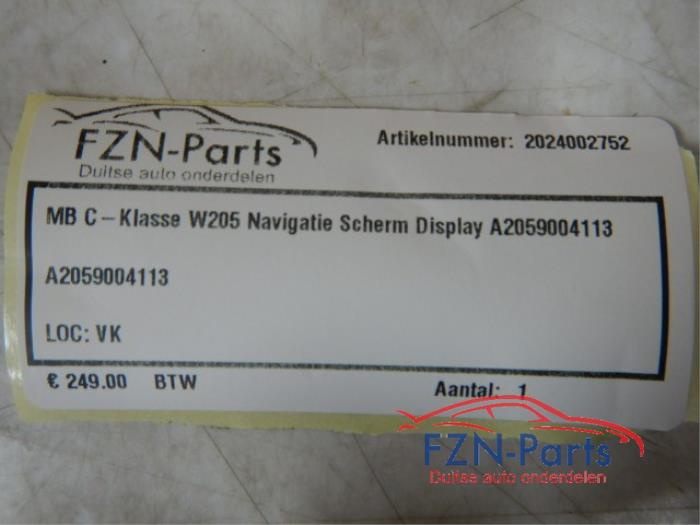 FZN-Parts
Duitse auto onderdelen
Artikelnummer: 2024002752
MB C-Klasse W205 Navigatie Scherm Display A2059004113
A2059004113
LOC: VK
€ 249.00 BTW
Aantal: 1
FZN-Parts
Duitse auto onderdelen